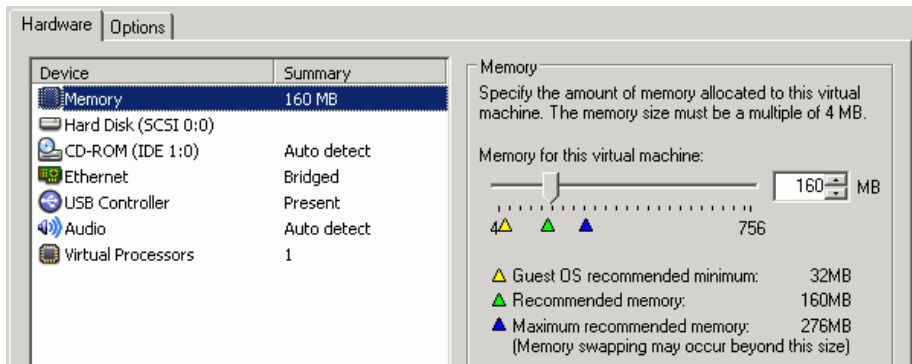 Hardware
Options
Device Summary
Memory 160 MB
Hard Disk (SCSI 0:0)
CD-ROM (IDE 1:0) Auto detect
Ethernet Bridged
USB Controller Present
Audio Auto detect
Virtual Processors 1
Memory
Specify the amount of memory allocated to this virtual
machine. The memory size must be a multiple of 4 MB.
Memory for this virtual machine:
160 MB
4 756
Guest OS recommended minimum: 32MB
Recommended memory: 160MB
Maximum recommended memory: 276MB
(Memory swapping may occur beyond this size)